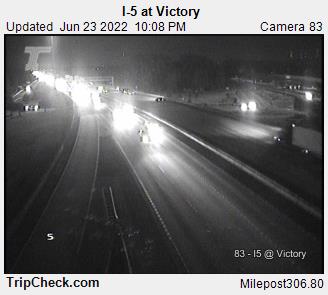 I-5 at Victory
Updated Jun 23 2022 10:08 PM Camera 83
S
83 - I5 @ Victory
TripCheck.com Milepost306.80